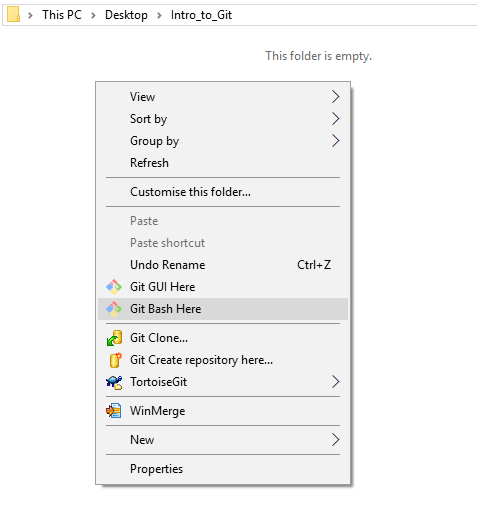 This PC > Desktop > Intro_to_Git
This folder is empty.
View
Sort by
Group by
Refresh
Customise this folder...
Paste
Paste shortcut
Undo Rename Ctrl+Z
Git GUI Here
Git Bash Here
Git Clone...
Git Create repository here...
TortoiseGit
WinMerge
New
Properties